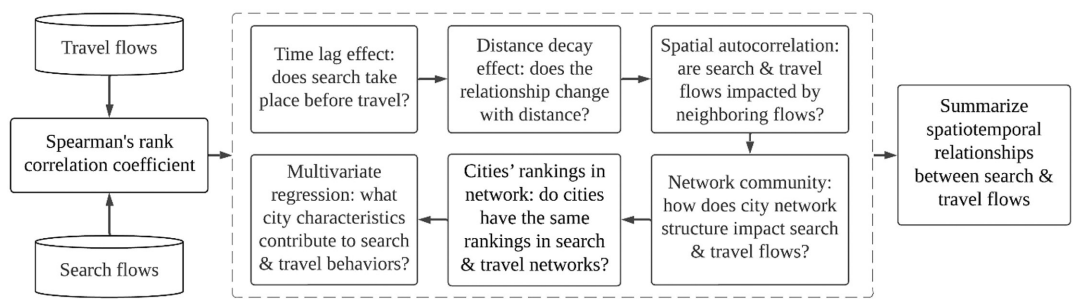 Travel flows
Spearman's rank
correlation coefficient
Search flows
Time lag effect:
does search take
place before travel?
Distance decay
effect: does the
relationship change
with distance?
Spatial autocorrelation:
are search & travel
flows impacted by
neighboring flows?
Network community:
how does city network
structure impact search
& travel flows?
Cities’ rankings in
network: do cities
have the same
rankings in search
& travel networks?
Multivariate
regression: what
city characteristics
contribute to search
& travel behaviors?
Summarize
spatiotemporal
relationships
between search &
travel flows